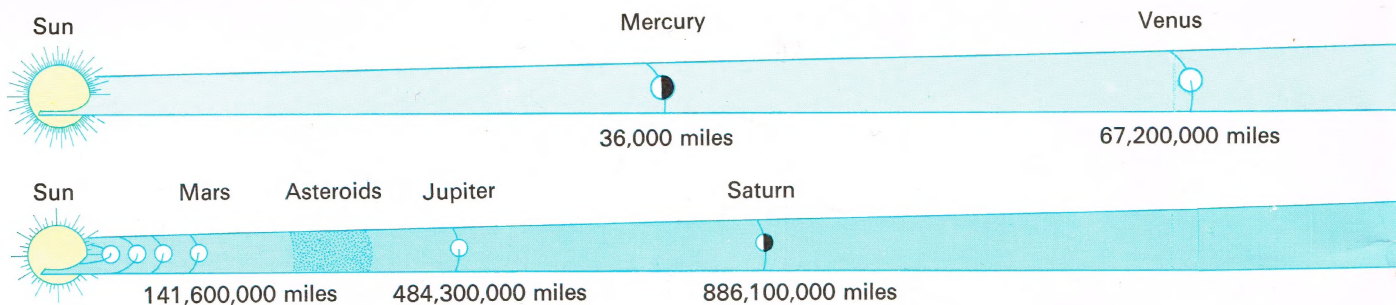 Sun Mercury Venus
36,000 miles 67,200,000 miles
Sun Mars Asteroids Jupiter Saturn
141,600,000 miles 484,300,000 miles 886,100,000 miles